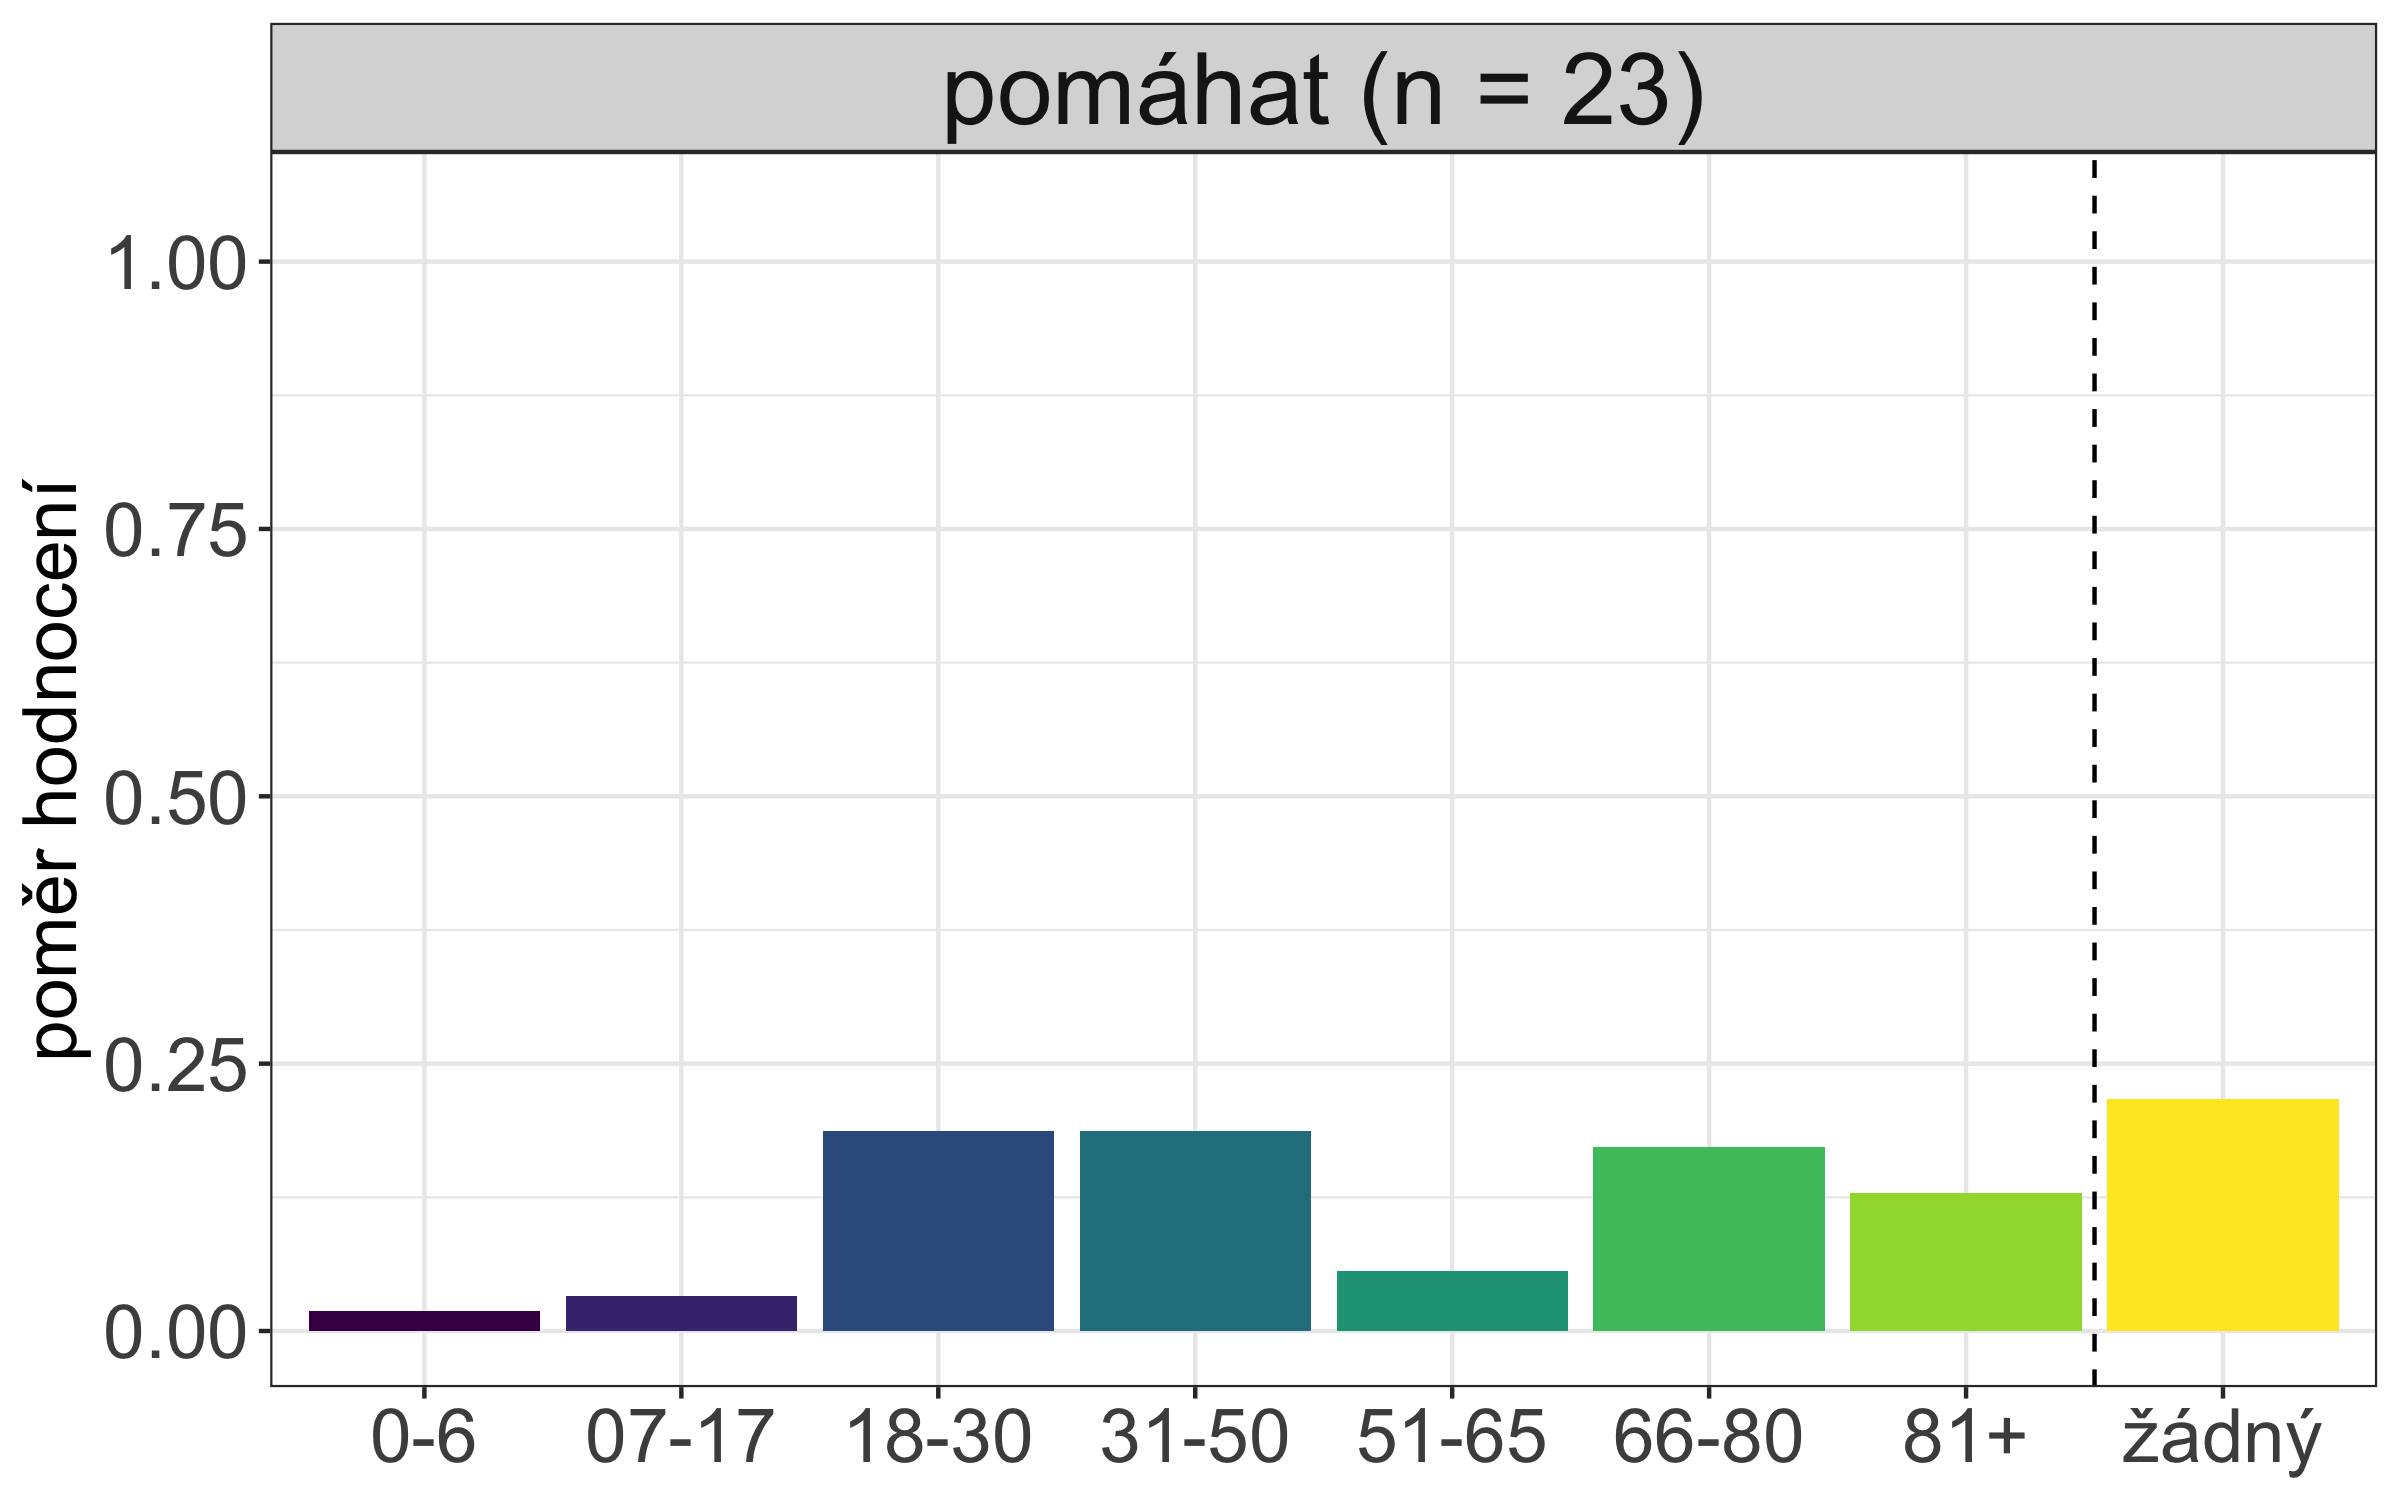 pomáhat (n = 23)
poměr hodnocení
1.00
0.75
0.50
0.25
0.00
0-6 07-17 18-30 31-50 51-65 66-80 81+ žádný